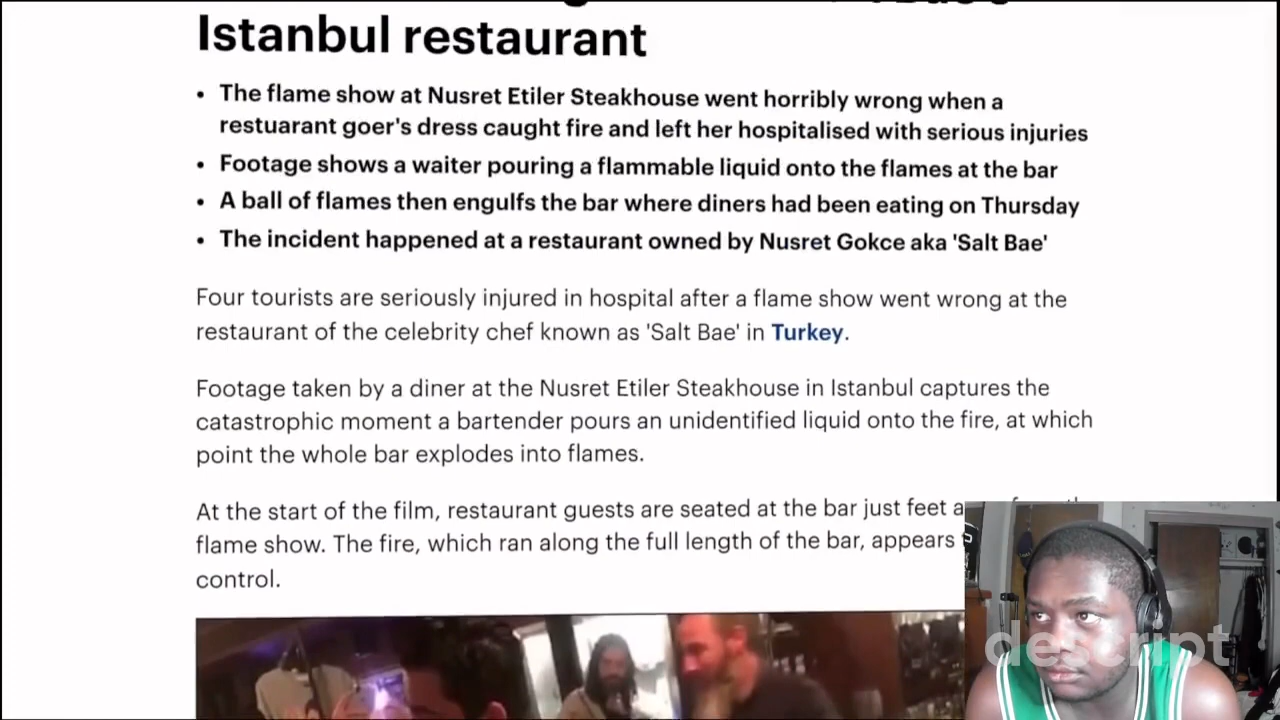 Istanbul restaurant
• The flame show at Nusret Etiler Steakhouse went horribly wrong when a
restuarant goer's dress caught fire and left her hospitalised with serious injuries
• Footage shows a waiter pouring a flammable liquid onto the flames at the bar
• A ball of flames then engulfs the bar where diners had been eating on Thursday
• The incident happened at a restaurant owned by Nusret Gokce aka 'Salt Bae'
Four tourists are seriously injured in hospital after a flame show went wrong at the
restaurant of the celebrity chef known as 'Salt Bae' in Turkey.
Footage taken by a diner at the Nusret Etiler Steakhouse in Istanbul captures the
catastrophic moment a bartender pours an unidentified liquid onto the fire, at which
point the whole bar explodes into flames.
At the start of the film, restaurant guests are seated at the bar just feet
flame show. The fire, which ran along the full length of the bar, appears
control.
descript